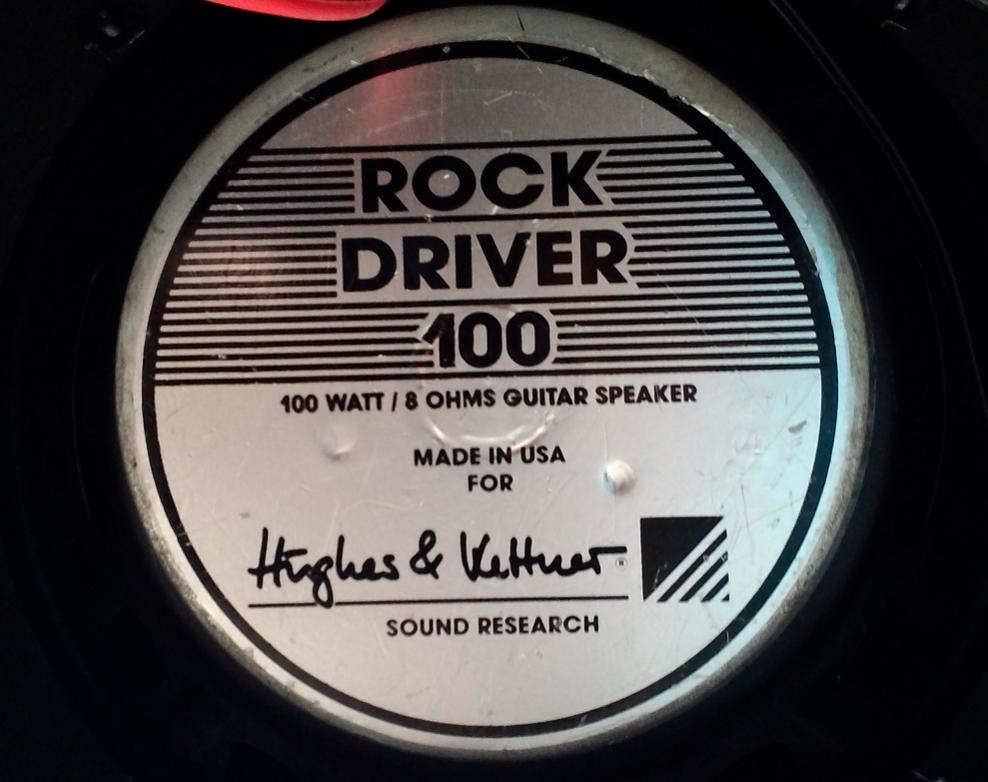 ROCK
DRIVER
100
100 WATT / 8 OHMS GUITAR SPEAKER
MADE IN USA
FOR
Hughes & Kettner ®
SOUND RESEARCH